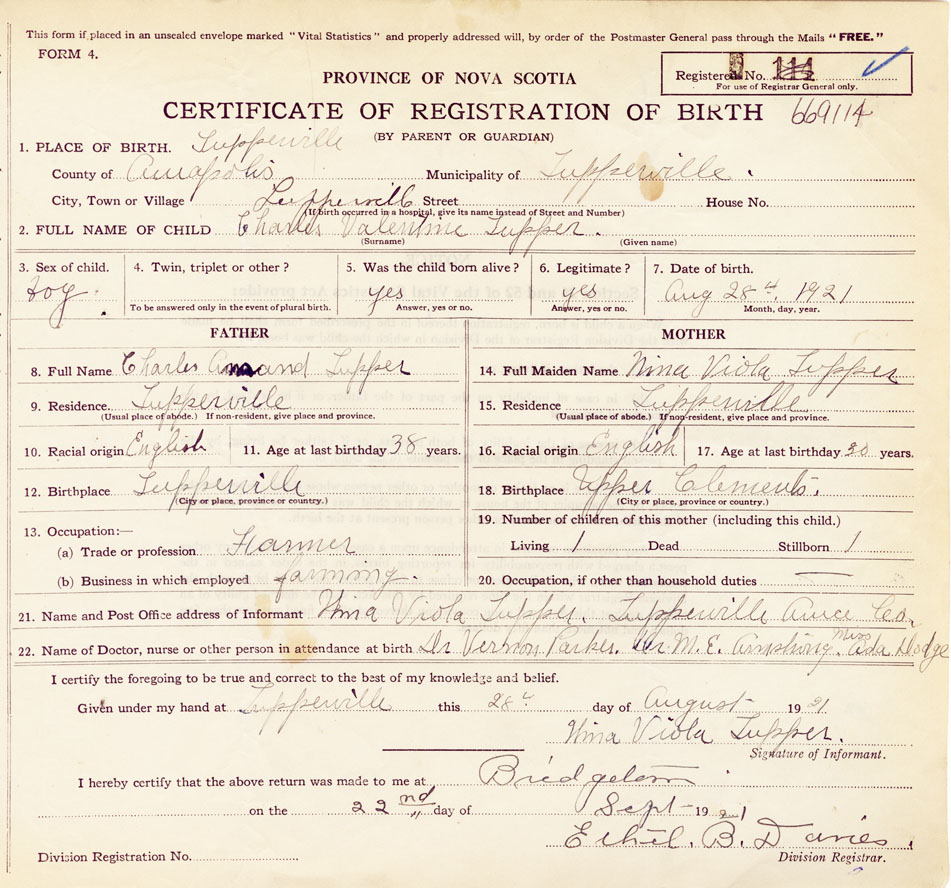 This form if placed in an unsealed envelope marked "Vital Statistics" and properly addressed will, by order of the Postmaster General pass through the Mails "FREE."
FORM 4.
Registered No. 114
For use of Registrar General only.
PROVINCE OF NOVA SCOTIA
CERTIFICATE OF REGISTRATION OF BIRTH 669114
(BY PARENT OR GUARDIAN)
1. PLACE OF BIRTH. Tupperville
County of Annapolis Municipality of Tupperville.
City, Town or Village Tupperville Street House No.
(If birth occurred in a hospital, give its name instead of Street and Number)
2. FULL NAME OF CHILD Charles Valentine Tupper.
(Surname) (Given name)
3. Sex of child. 4. Twin, triplet or other? 5. Was the child born alive? 6. Legitimate? 7. Date of birth.
Boy. yes yes Aug 28th, 1921
To be answered only in the event of plural birth. Answer, yes or no. Answer, yes or no. Month, day, year.
FATHER MOTHER
8. Full Name Charles Amand Tupper 14. Full Maiden Name Nina Viola Tupper
9. Residence. Tupperville 15. Residence Tupperville
(Usual place of abode.) If non-resident, give place and province. (Usual place of abode.) If non-resident, give place and province.
10. Racial origin English 11. Age at last birthday 38 years. 16. Racial origin English 17. Age at last birthday 20 years.
12. Birthplace Tupperville 18. Birthplace Upper Clements.
(City or place, province or country.) (City or place, province or country.)
13. Occupation:— 19. Number of children of this mother (including this child.)
(a) Trade or profession Farmer Living 1 Dead Stillborn 1
(b) Business in which employed farming. 20. Occupation, if other than household duties —
21. Name and Post Office address of Informant Nina Viola Tupper. Tupperville Anna Co.
22. Name of Doctor, nurse or other person in attendance at birth Dr Vernon Parker. Dr M. E. Armstrong. Miss Ada Dodge
I certify the foregoing to be true and correct to the best of my knowledge and belief.
Given under my hand at Tupperville this 28th day of August 1921
Nina Viola Tupper.
Signature of Informant.
I hereby certify that the above return was made to me at Bridgetown
on the 22nd day of Sept 1921
Ethel. B. Davies
Division Registrar.
Division Registration No.